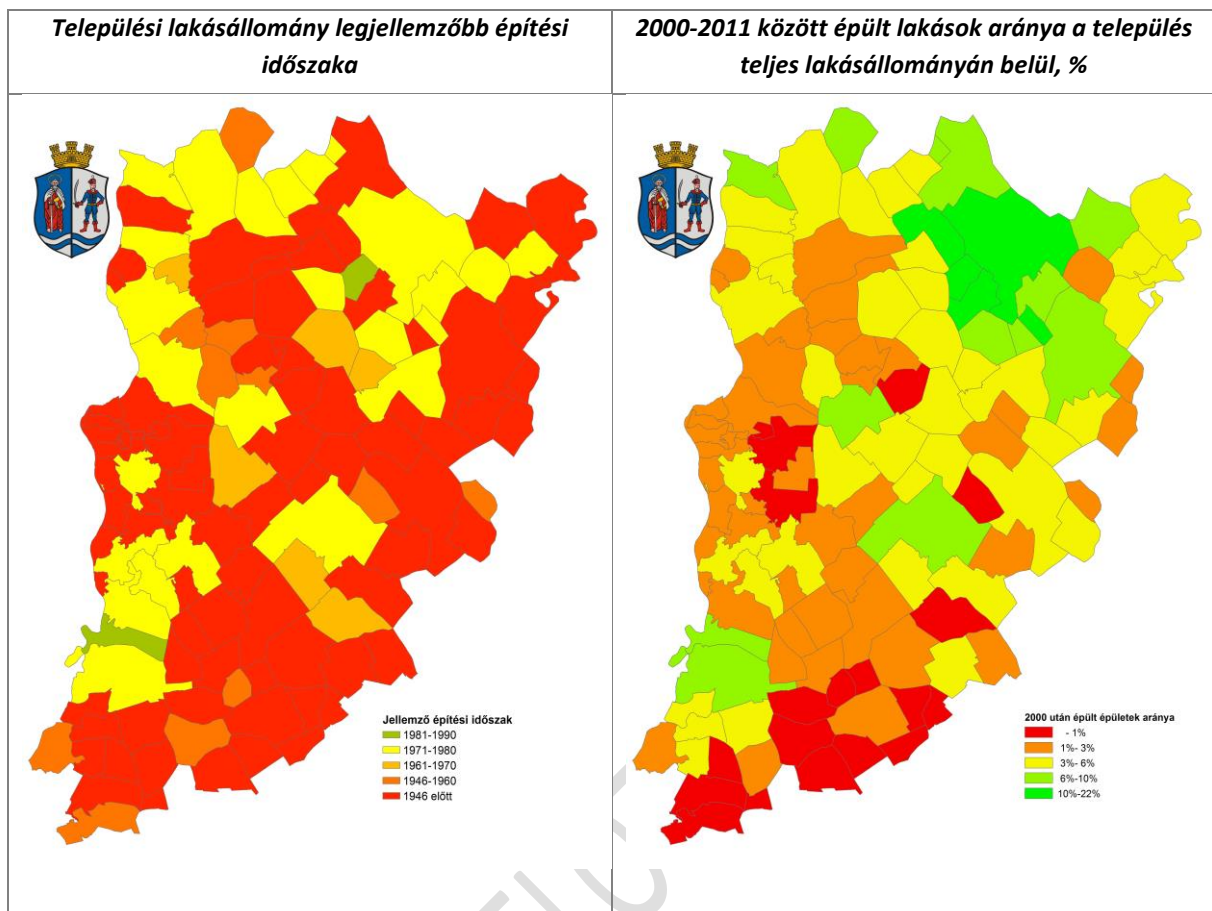 Települési lakásállomány legjellemzőbb építési
időszaka
2000-2011 között épült lakások aránya a település
teljes lakásállományán belül, %
Jellemző építési időszak
1981-1990
1971-1980
1961-1970
1946-1960
1946 előtt
2000 után épült épületek aránya
- 1%
1%- 3%
3%- 6%
6%-10%
10%-22%